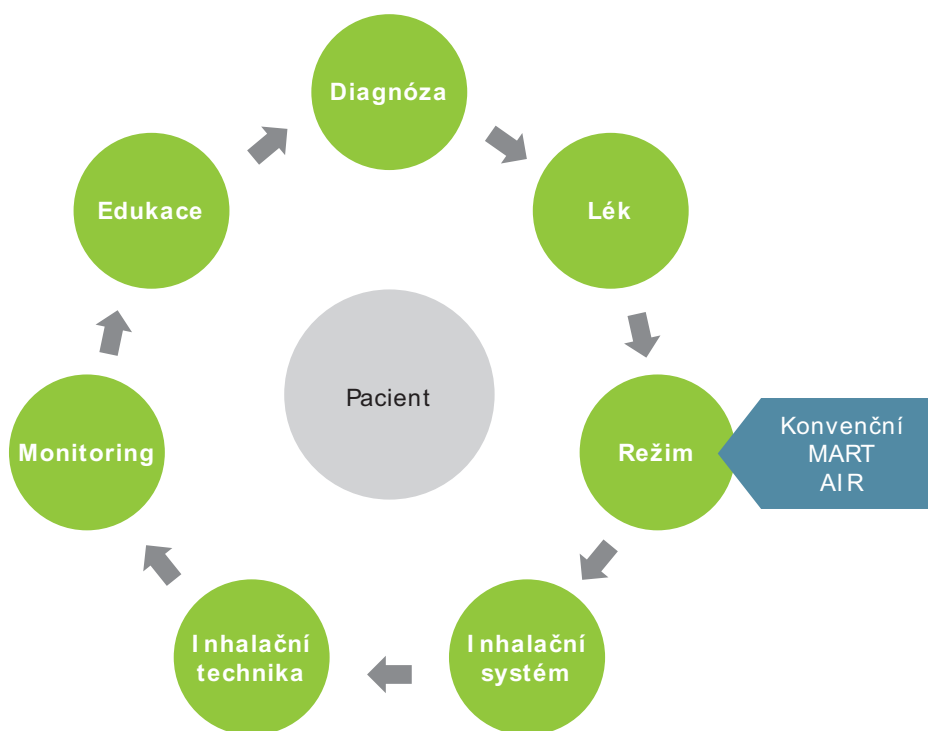 Diagnóza
Lék
Režim
Konvenční
MART
AIR
Inhalační
systém
Inhalační
technika
Monitoring
Edukace
Pacient